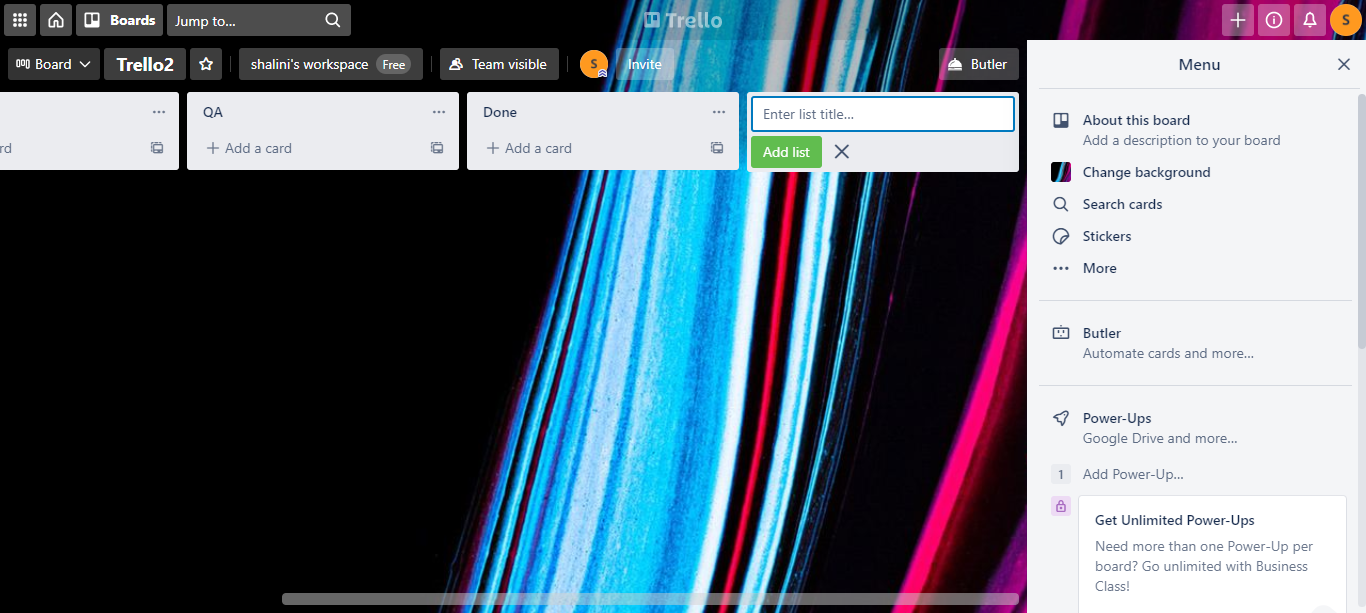 Boards
Jump to...
Trello
S
Board
Trello2
shalini's workspace
Free
Team visible
S
Invite
Butler
rd
QA
Add a card
Done
Add a card
Enter list title...
Add list
Menu
About this board
Add a description to your board
Change background
Search cards
Stickers
More
Butler
Automate cards and more...
Power-Ups
Google Drive and more...
1
Add Power-Up...
Get Unlimited Power-Ups
Need more than one Power-Up per
board? Go unlimited with Business
Class!